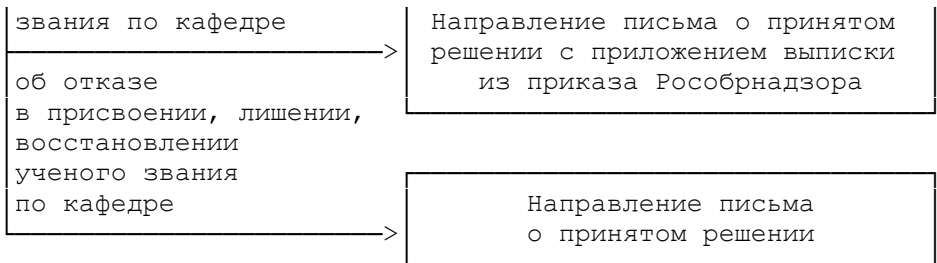 звания по кафедре
Направление письма о принятом
решении с приложением выписки
из приказа Рособрнадзора
об отказе
в присвоении, лишении,
восстановлении
ученого звания
по кафедре
Направление письма
о принятом решении